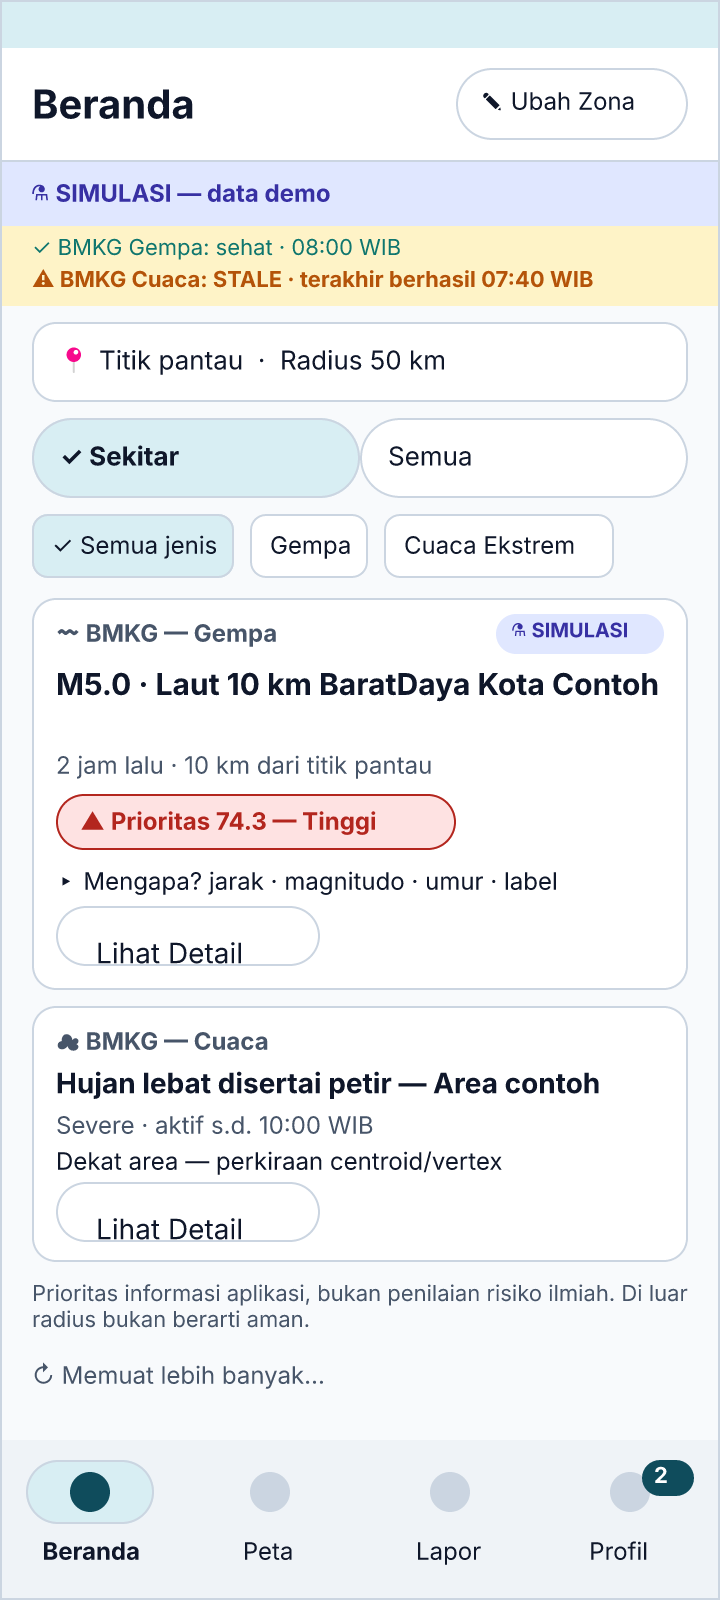 Beranda
Ubah Zona
SIMULASI — data demo
✓ BMKG Gempa: sehat · 08:00 WIB
⚠ BMKG Cuaca: STALE · terakhir berhasil 07:40 WIB
Titik pantau · Radius 50 km
✓ Sekitar
Semua
✓ Semua jenis
Gempa
Cuaca Ekstrem
BMKG — Gempa
SIMULASI
M5.0 · Laut 10 km BaratDaya Kota Contoh
2 jam lalu · 10 km dari titik pantau
▲ Prioritas 74.3 — Tinggi
‣ Mengapa? jarak · magnitudo · umur · label
Lihat Detail
BMKG — Cuaca
Hujan lebat disertai petir — Area contoh
Severe · aktif s.d. 10:00 WIB
Dekat area — perkiraan centroid/vertex
Lihat Detail
Prioritas informasi aplikasi, bukan penilaian risiko ilmiah. Di luar
radius bukan berarti aman.
↻ Memuat lebih banyak...
2
Beranda
Peta
Lapor
Profil